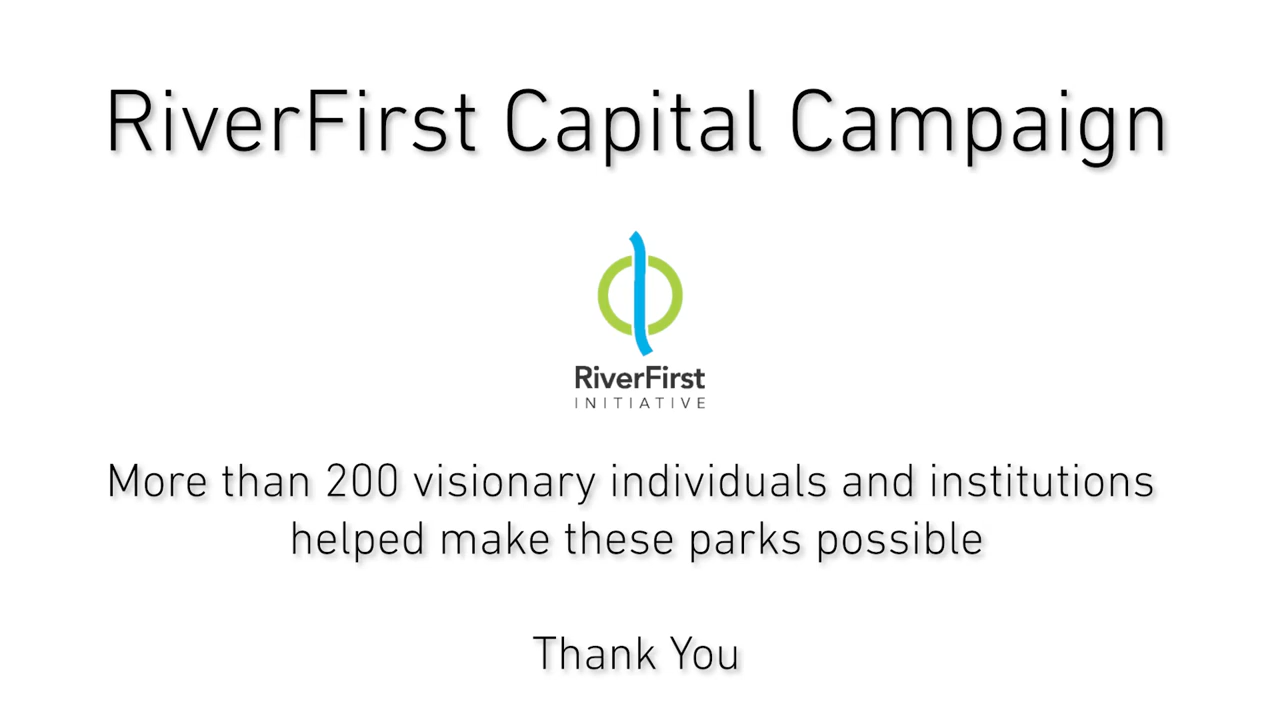 RiverFirst Capital Campaign
RiverFirst
INITIATIVE
More than 200 visionary individuals and institutions
helped make these parks possible
Thank You